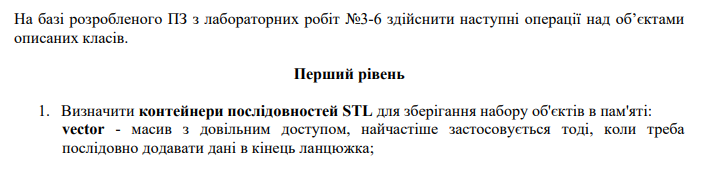 На базі розробленого ПЗ з лабораторних робіт №3-6 здійснити наступні операції над об’єктами
описаних класів.
Перший рівень
1. Визначити контейнери послідовностей STL для зберігання набору об'єктів в пам'яті:
vector - масив з довільним доступом, найчастіше застосовується тоді, коли треба
послідовно додавати дані в кінець ланцюжка;